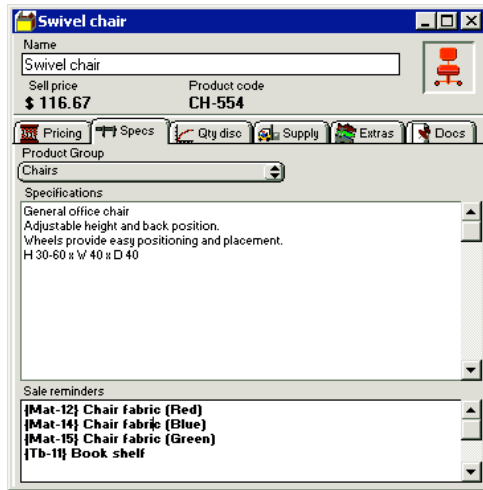 Swivel chair
Name
Swivel chair
Sell price Product code
$ 116.67 CH-554
Pricing Specs Qty disc Supply Extras Docs
Product Group
Chairs
Specifications
General office chair
Adjustable height and back position.
Wheels provide easy positioning and placement.
H 30-60 x W 40 x D 40
Sale reminders
{Mat-12} Chair fabric (Red)
{Mat-14} Chair fabric (Blue)
{Mat-15} Chair fabric (Green)
{Tb-11} Book shelf